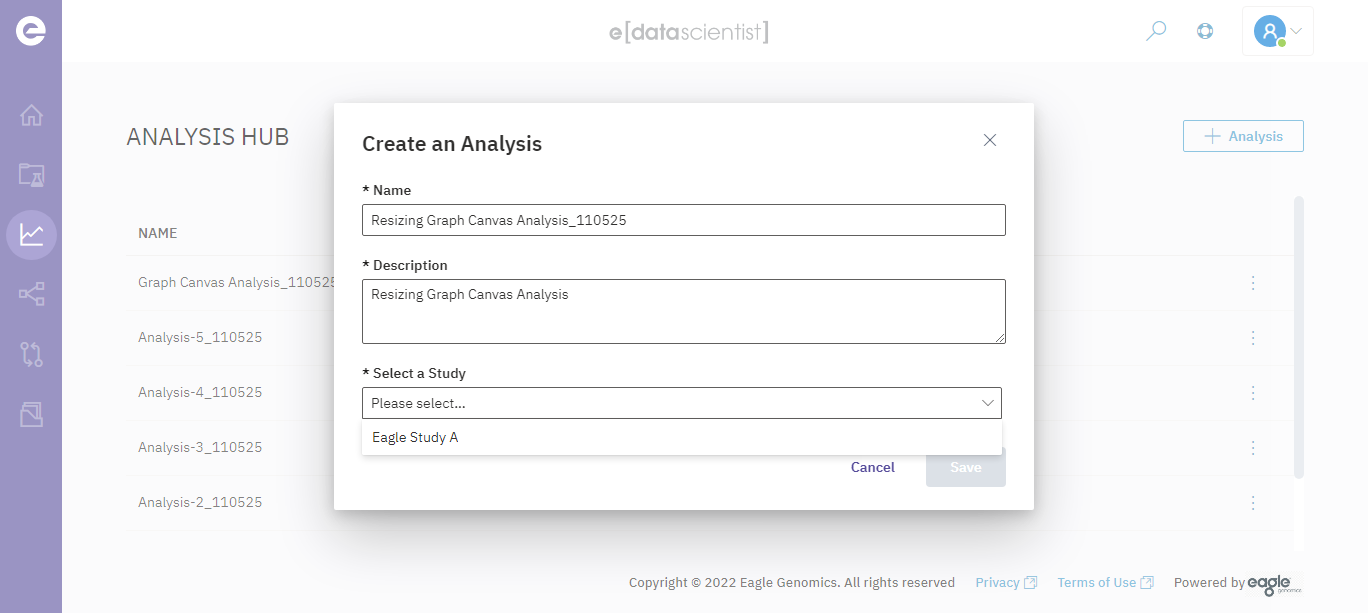 e[datascientist]
ANALYSIS HUB
Analysis
NAME
Graph Canvas Analysis_110525
Analysis-5_110525
Analysis-4_110525
Analysis-3_110525
Analysis-2_110525
Create an Analysis
* Name
Resizing Graph Canvas Analysis_110525
* Description
Resizing Graph Canvas Analysis
* Select a Study
Please select...
Eagle Study A
Cancel
Save
Copyright © 2022 Eagle Genomics. All rights reserved Privacy Terms of Use Powered by eagle genomics